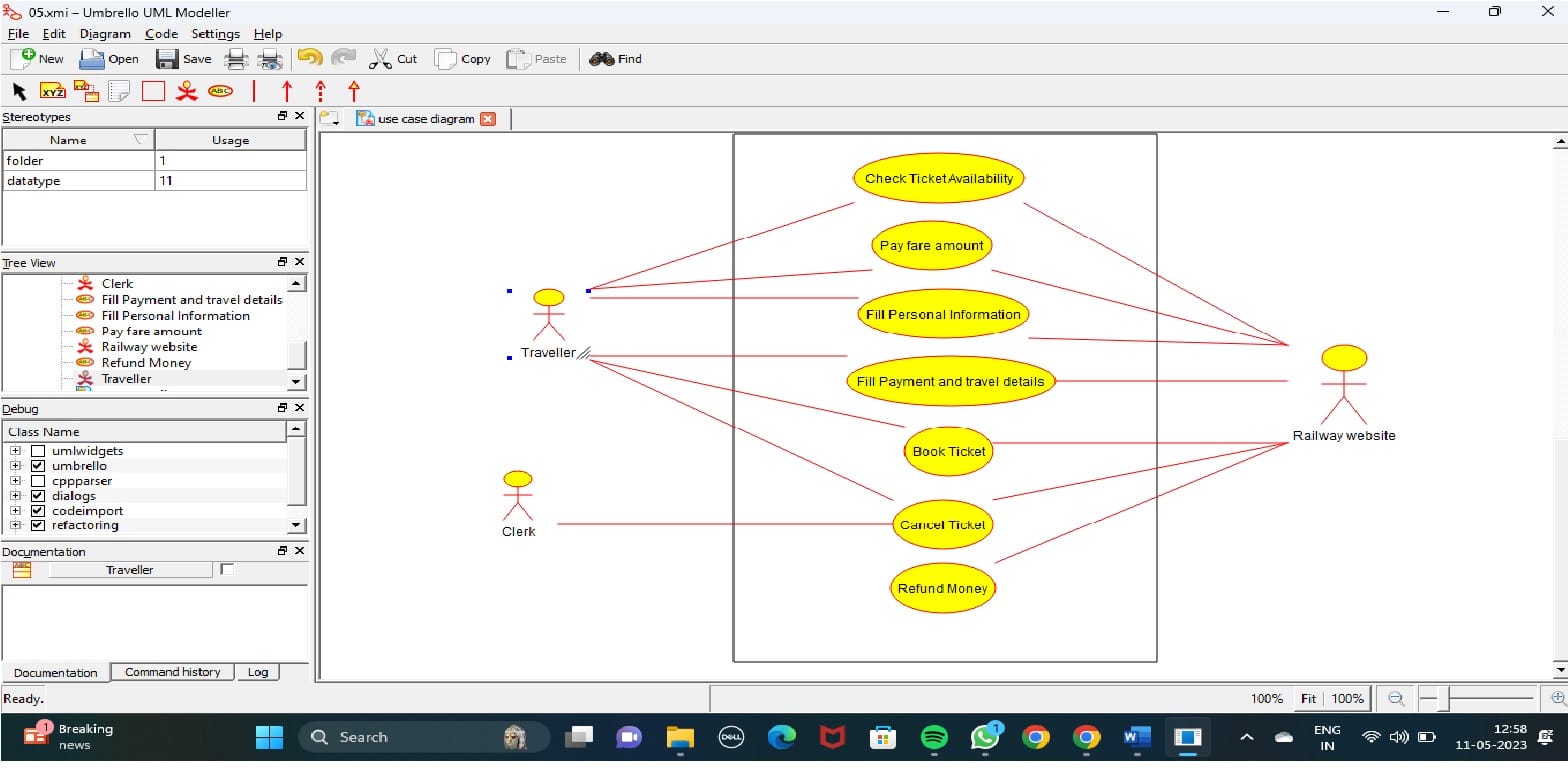 05.xmi – Umbrello UML Modeller
File Edit Diagram Code Settings Help
New Open Save Cut Copy Paste Find
XYZ XYZ ABC
Stereotypes
use case diagram
Name Usage
folder 1
datatype 11
Tree View
Clerk
Fill Payment and travel details
Fill Personal Information
Pay fare amount
Railway website
Refund Money
Traveller
Debug
Class Name
umlwidgets
umbrello
cppparser
dialogs
codeimport
refactoring
Documentation
ABC Traveller
Documentation Command history Log
Check Ticket Availability
Pay fare amount
Fill Personal Information
Traveller
Fill Payment and travel details
Railway website
Book Ticket
Cancel Ticket
Clerk
Refund Money
Ready.
100% Fit 100%
1 Breaking
news
Search
DELL
1
W
ENG
IN
12:58
11-05-2023